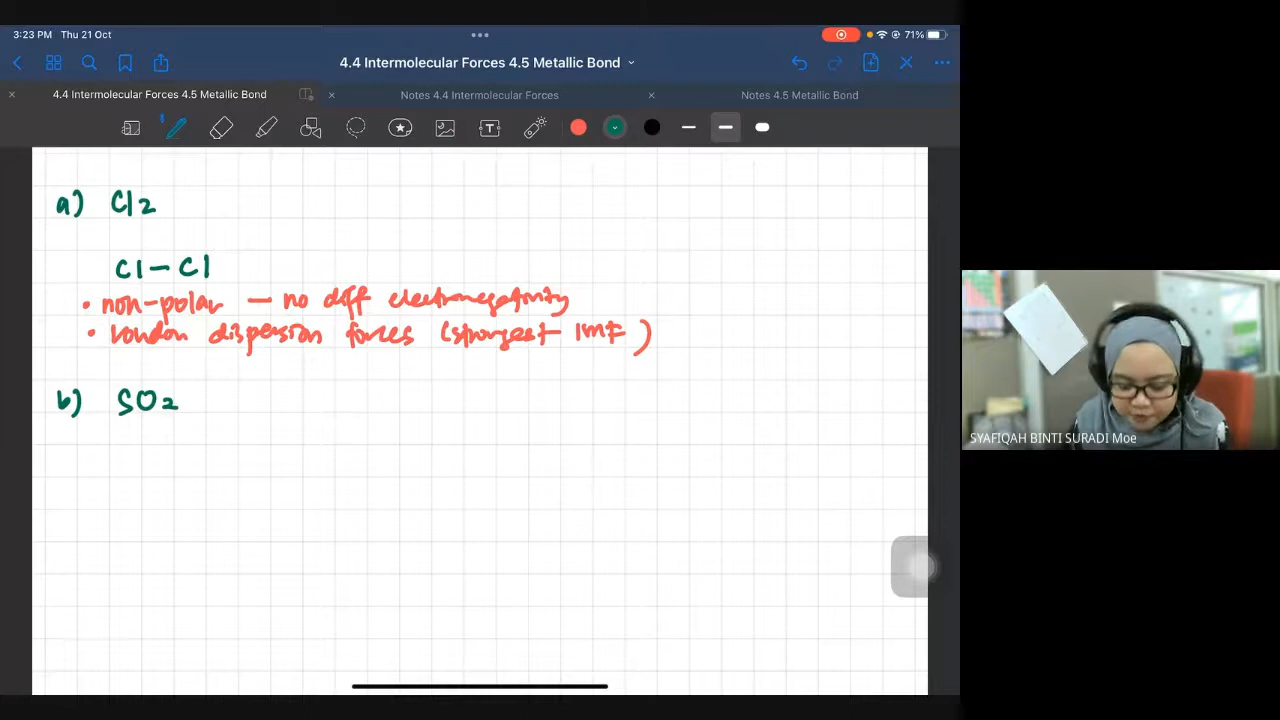 3:23 PM Thu 21 Oct
71%
4.4 Intermolecular Forces 4.5 Metallic Bond
4.4 Intermolecular Forces 4.5 Metallic Bond
Notes 4.4 Intermolecular Forces
Notes 4.5 Metallic Bond
a) Cl2
Cl – Cl
• non-polar — no diff electronegativity
• london dispersion forces (strongest IMF)
b) SO2
SYAFIQAH BINTI SURADI Moe